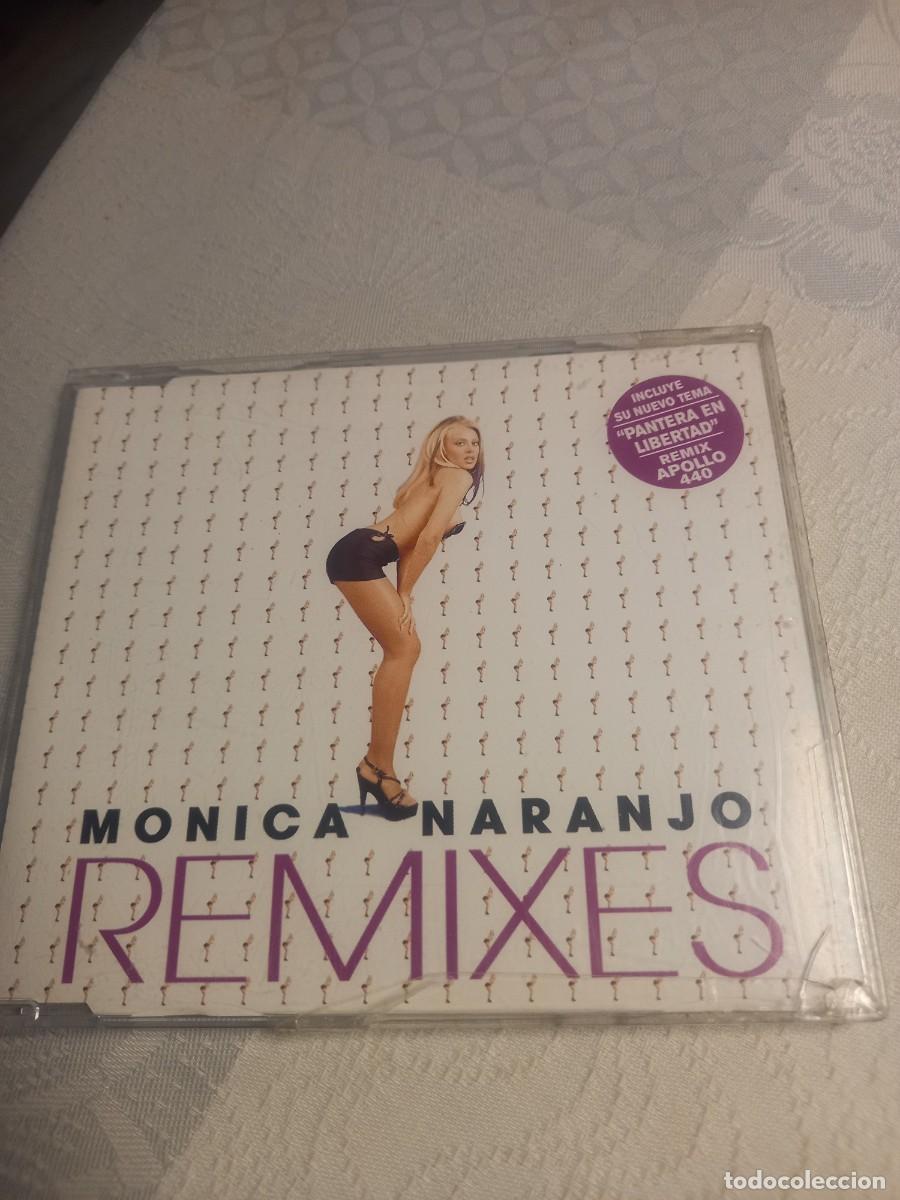 INCLUYE
SU NUEVO TEMA
"PANTERA EN
LIBERTAD"
REMIX
APOLLO
440
MONICA NARANJO
REMIXES
todocoleccion